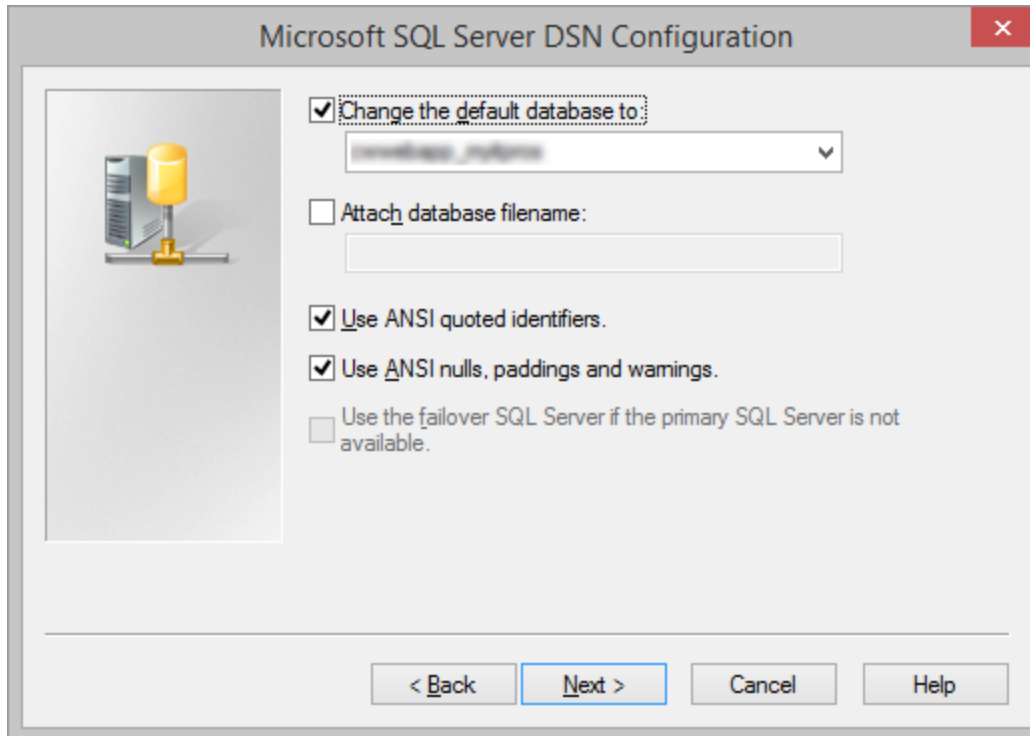 Microsoft SQL Server DSN Configuration
Change the default database to:
Attach database filename:
Use ANSI quoted identifiers.
Use ANSI nulls, paddings and warnings.
Use the failover SQL Server if the primary SQL Server is not
available.
< Back
Next >
Cancel
Help